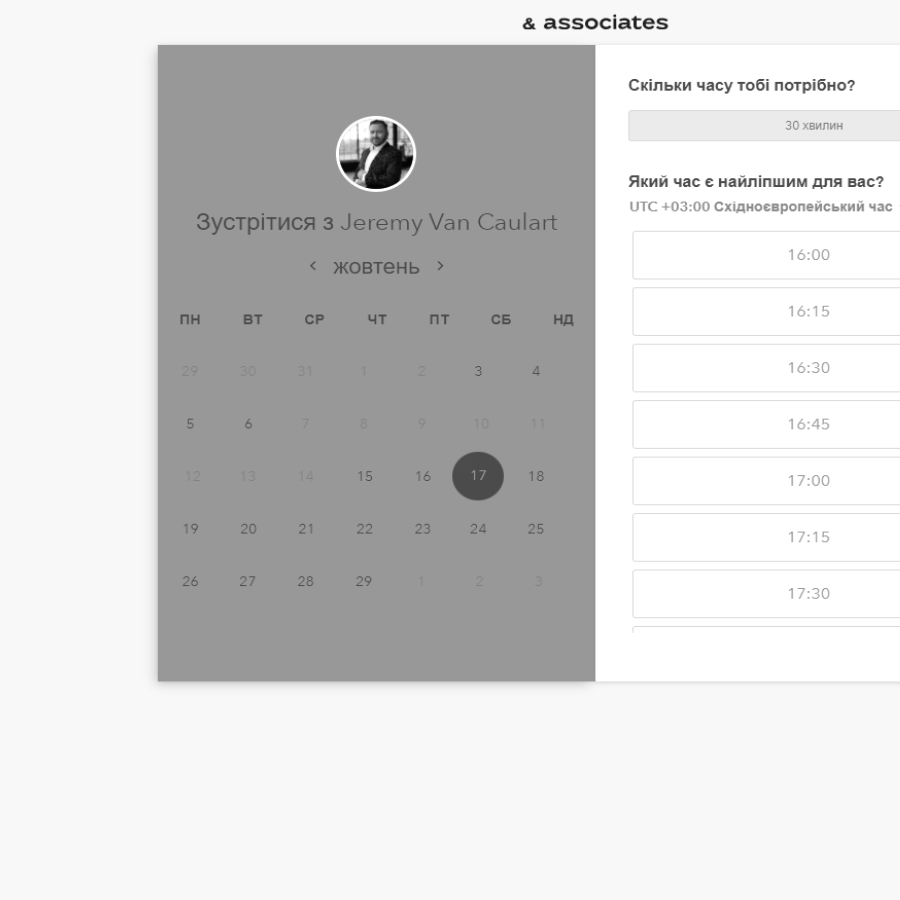 & associates
Зустрітися з Jeremy Van Caulart
жовтень
ПН ВТ СР ЧТ ПТ СБ НД
29 30 31 1 2 3 4
5 6 7 8 9 10 11
12 13 14 15 16 17 18
19 20 21 22 23 24 25
26 27 28 29 1 2 3
Скільки часу тобі потрібно?
30 хвилин
Який час є найліпшим для вас?
UTC +03:00 Східноєвропейський час
16:00
16:15
16:30
16:45
17:00
17:15
17:30